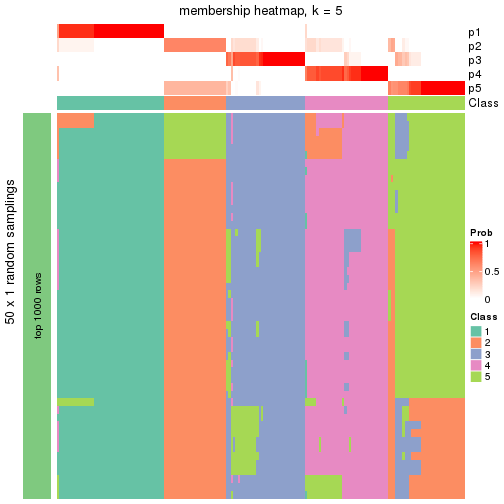 membership heatmap, k = 5
p1
p2
p3
p4
p5
Class
50 x 1 random samplings
top 1000 rows
Prob
1
0.5
0
Class
1
2
3
4
5